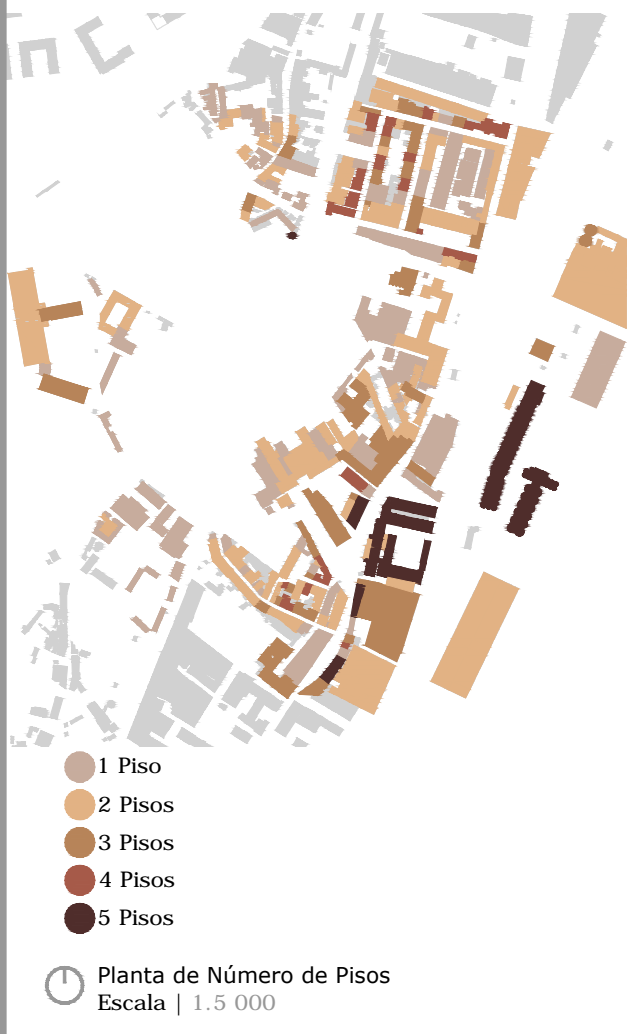 1 Piso
2 Pisos
3 Pisos
4 Pisos
5 Pisos
Planta de Número de Pisos
Escala | 1.5 000